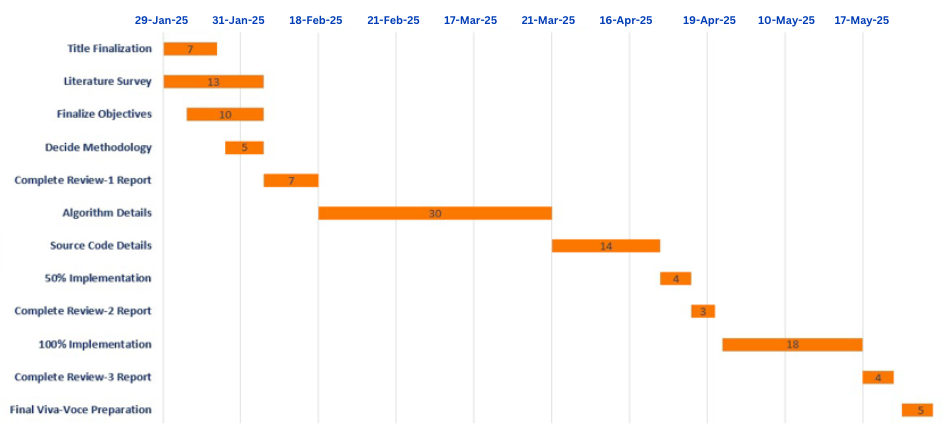 29-Jan-25 31-Jan-25 18-Feb-25 21-Feb-25 17-Mar-25 21-Mar-25 16-Apr-25 19-Apr-25 10-May-25 17-May-25
Title Finalization 7
Literature Survey 13
Finalize Objectives 10
Decide Methodology 5
Complete Review-1 Report 7
Algorithm Details 30
Source Code Details 14
50% Implementation 4
Complete Review-2 Report 3
100% Implementation 18
Complete Review-3 Report 4
Final Viva-Voce Preparation 5